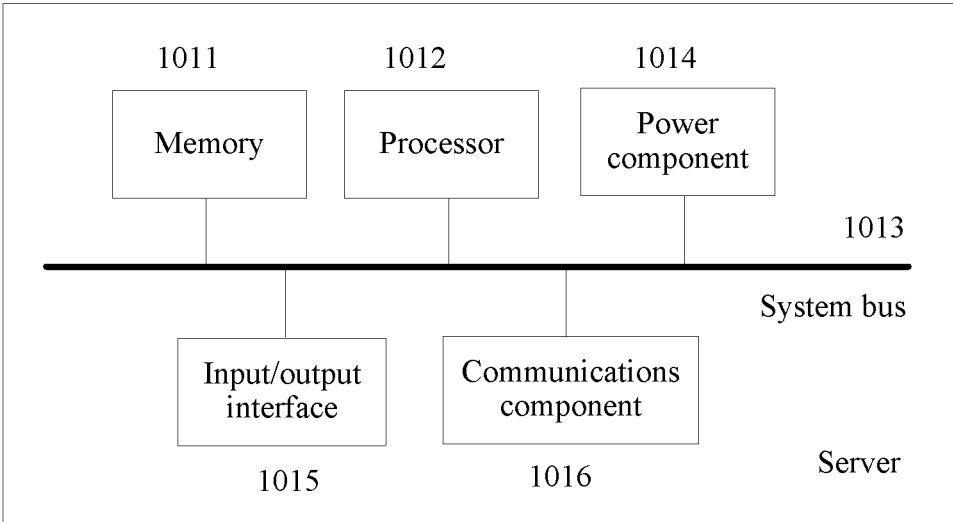 1011
1012
1014
Memory
Processor
Power
component
1013
System bus
Input/output
interface
Communications
component
1015
1016
Server